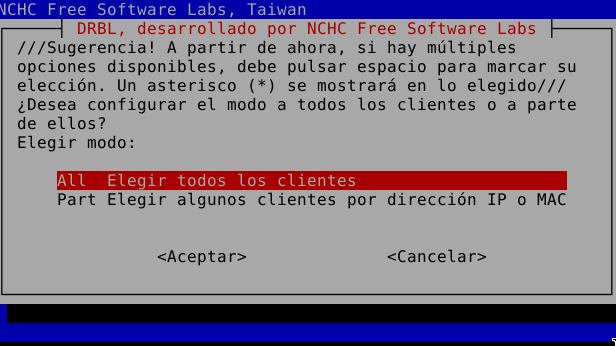 NCHC Free Software Labs, Taiwan
DRBL, desarrollado por NCHC Free Software Labs
///Sugerencia! A partir de ahora, si hay múltiples
opciones disponibles, debe pulsar espacio para marcar su
elección. Un asterisco (*) se mostrará en lo elegido///
¿Desea configurar el modo a todos los clientes o a parte
de ellos?
Elegir modo:
All  Elegir todos los clientes
Part Elegir algunos clientes por dirección IP o MAC
<Aceptar> <Cancelar>